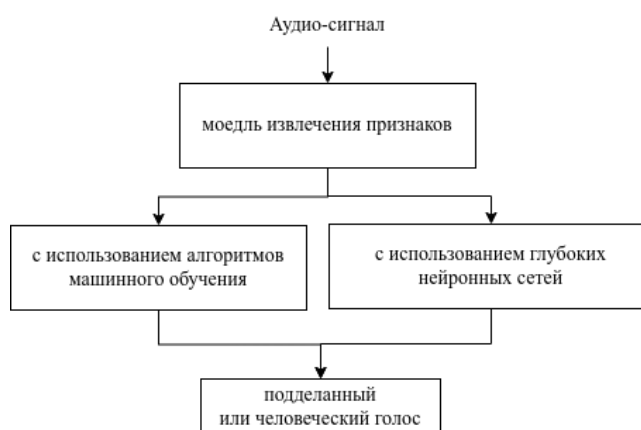 Аудио-сигнал
моедль извлечения признаков
с использованием алгоритмов
машинного обучения
с использованием глубоких
нейронных сетей
подделанный
или человеческий голос